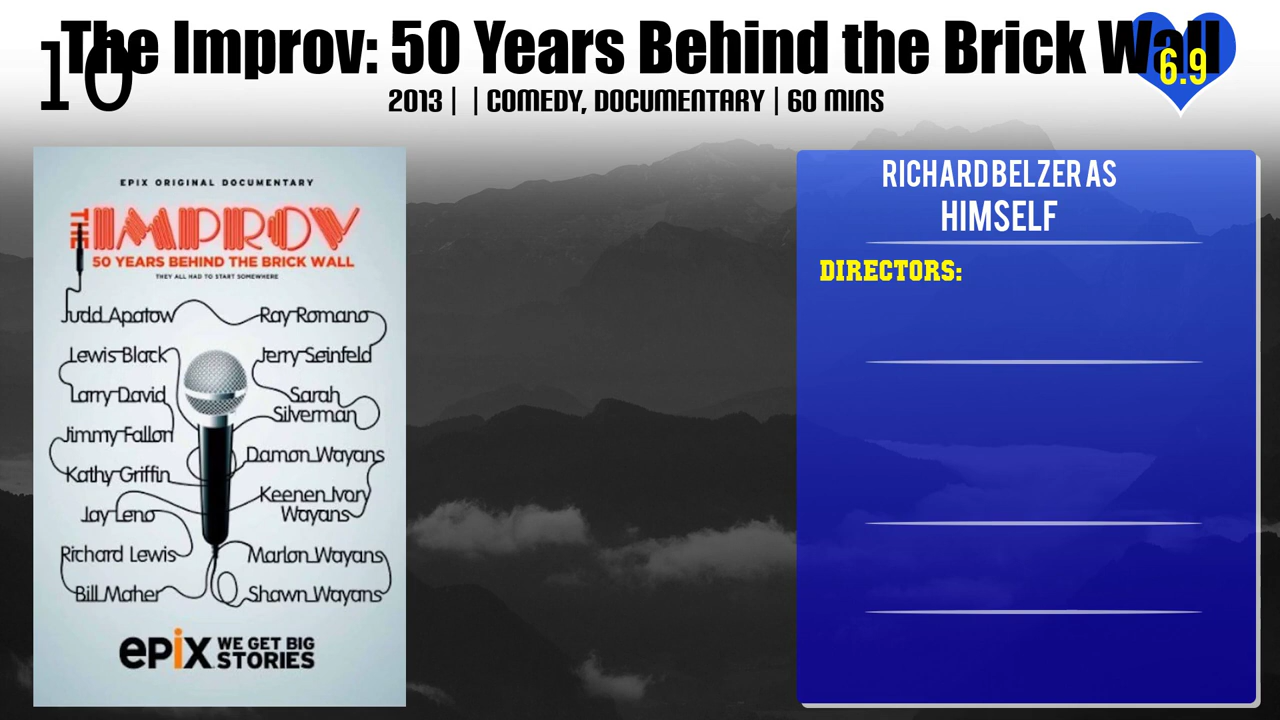 The Improv: 50 Years Behind the Brick Wall
10
6.9
2013 | | COMEDY, DOCUMENTARY | 60 MINS
EPIX ORIGINAL DOCUMENTARY
THE IMPROV
50 YEARS BEHIND THE BRICK WALL
THEY ALL HAD TO START SOMEWHERE
Judd Apatow
Ray Romano
Lewis Black
Jerry Seinfeld
Larry David
Sarah
Silverman
Jimmy Fallon
Damon Wayans
Kathy Griffin
Keenen Ivory
Wayans
Jay Leno
Richard Lewis
Marlon Wayans
Bill Maher
Shawn Wayans
epix WE GET BIG
STORIES
RICHARD BELZER AS
HIMSELF
DIRECTORS: